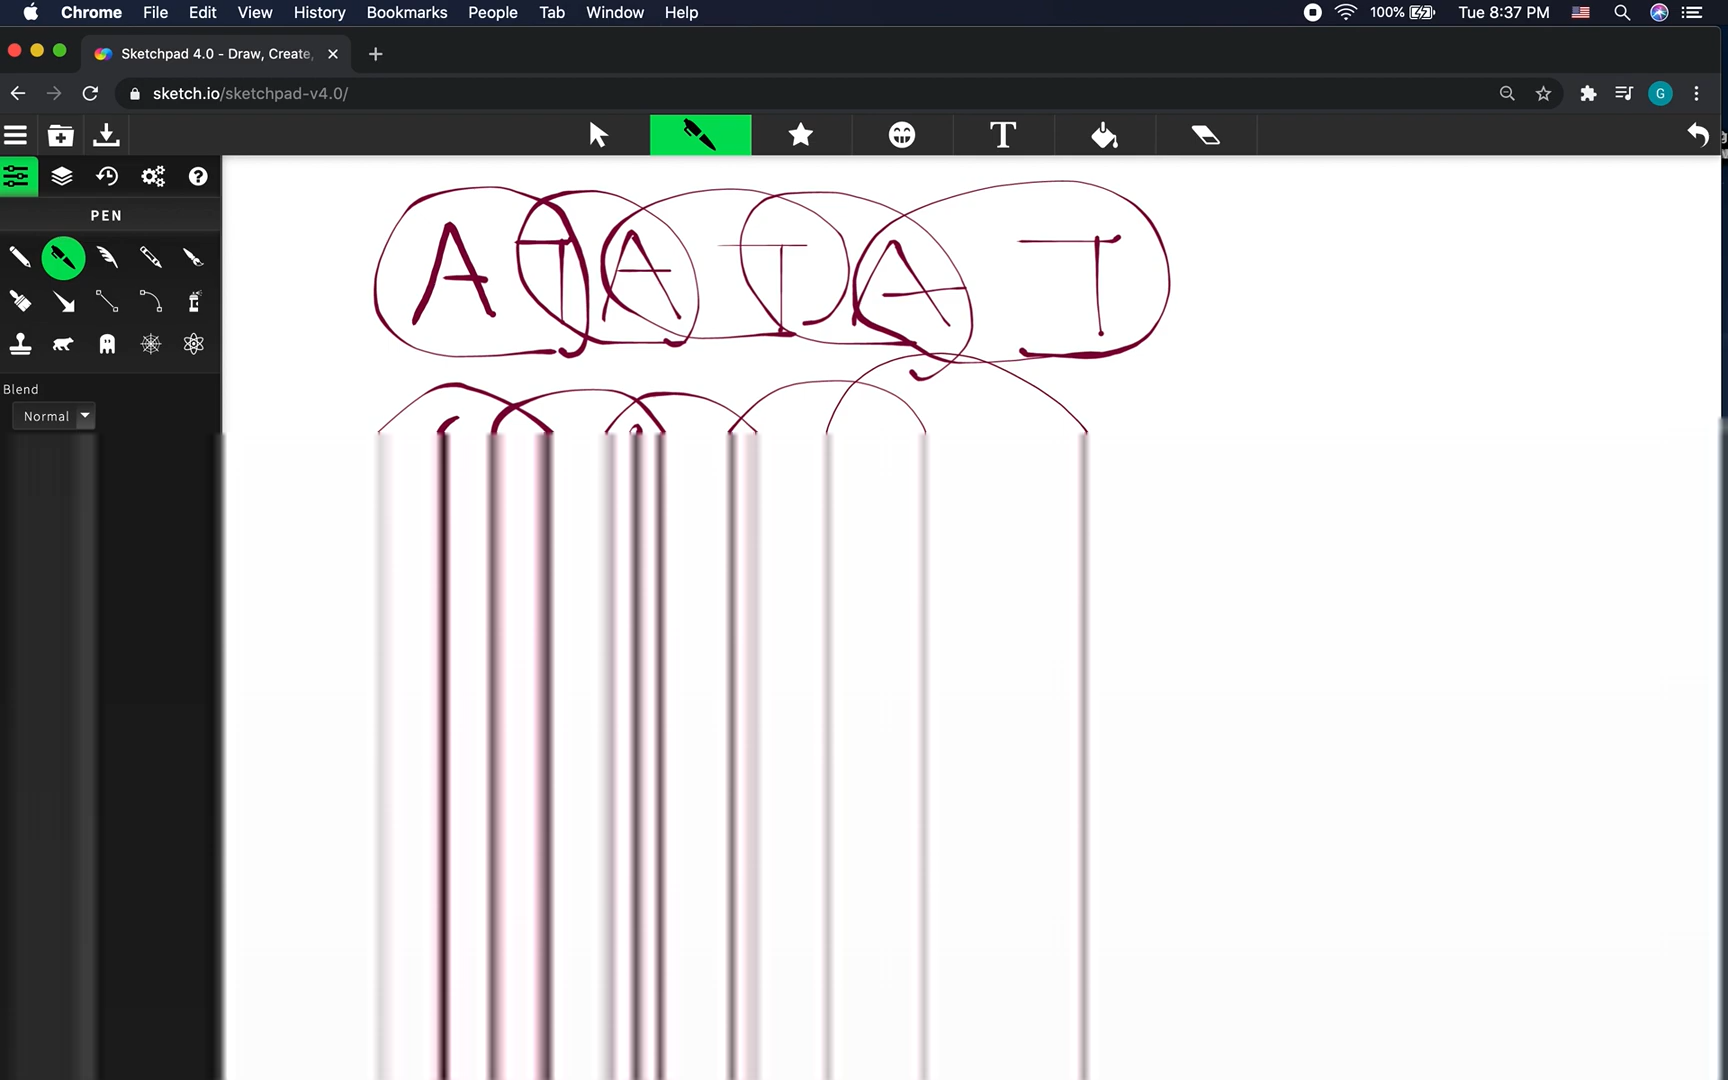 Chrome File Edit View History Bookmarks People Tab Window Help 100% Tue 8:37 PM
Sketchpad 4.0 - Draw, Create,
sketch.io/sketchpad-v4.0/ G
T
PEN
A T A T A T
Blend
Normal